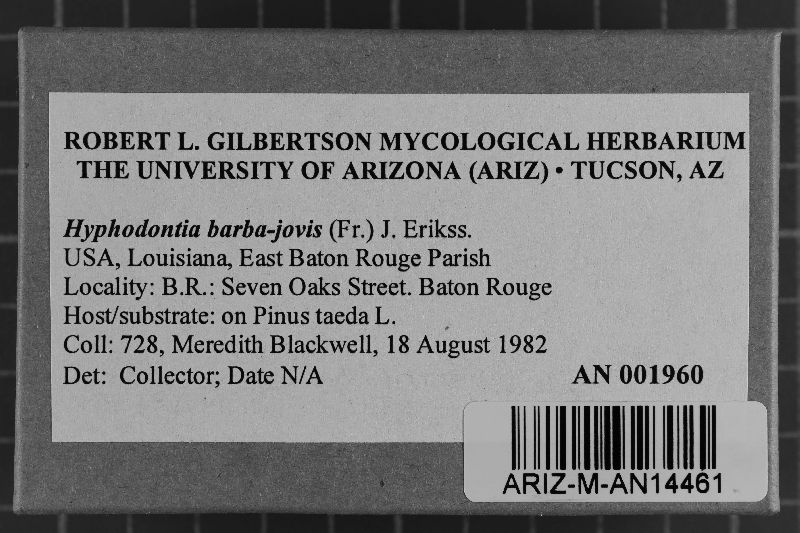 ROBERT L. GILBERTSON MYCOLOGICAL HERBARIUM
THE UNIVERSITY OF ARIZONA (ARIZ) • TUCSON, AZ
Hyphodontia barba-jovis (Fr.) J. Erikss.
USA, Louisiana, East Baton Rouge Parish
Locality: B.R.: Seven Oaks Street. Baton Rouge
Host/substrate: on Pinus taeda L.
Coll: 728, Meredith Blackwell, 18 August 1982
Det: Collector; Date N/A AN 001960
ARIZ-M-AN14461